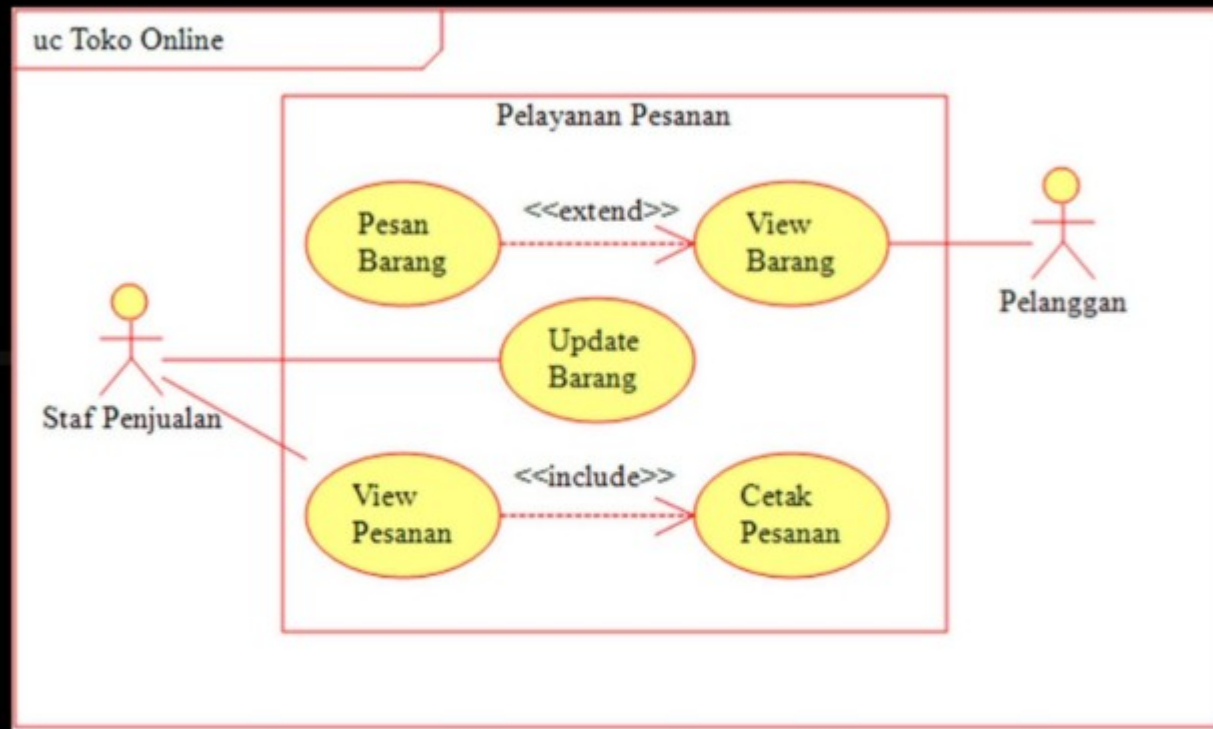 uc Toko Online
Pelayanan Pesanan
Pesan
Barang
<<extend>>
View
Barang
Pelanggan
Update
Barang
Staf Penjualan
View
Pesanan
<<include>>
Cetak
Pesanan